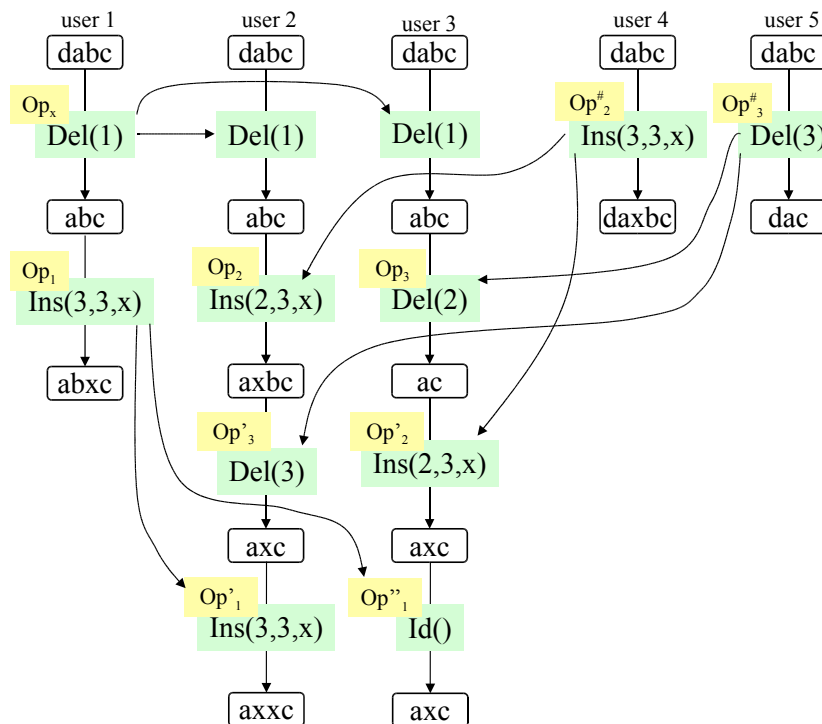 user 1 user 2 user 3 user 4 user 5
dabc dabc dabc dabc dabc
Opₓ Op#₂ Op#₃
Del(1) Del(1) Del(1) Ins(3,3,x) Del(3)
abc abc abc daxbc dac
Op₁ Op₂ Op₃
Ins(3,3,x) Ins(2,3,x) Del(2)
abxc axbc ac
Op’₃ Op’₂
Del(3) Ins(2,3,x)
axc axc
Op’₁ Op”₁
Ins(3,3,x) Id()
axxc axc